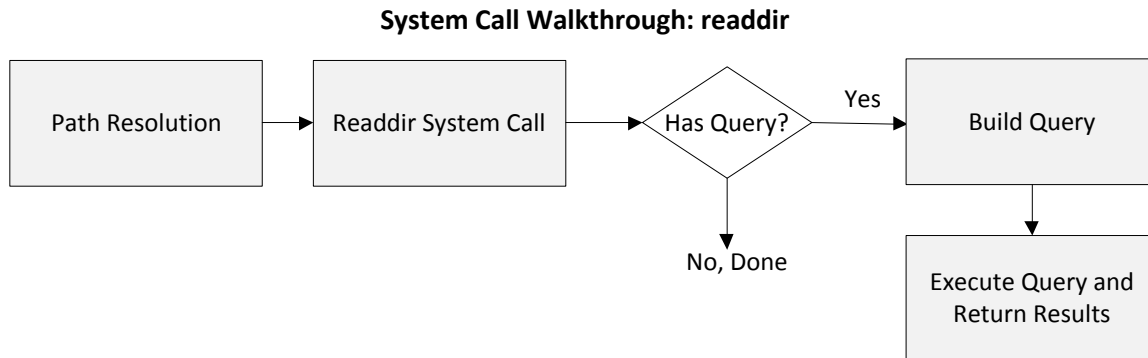 System Call Walkthrough: readdir
Path Resolution
Readdir System Call
Has Query?
Yes
Build Query
No, Done
Execute Query and
Return Results